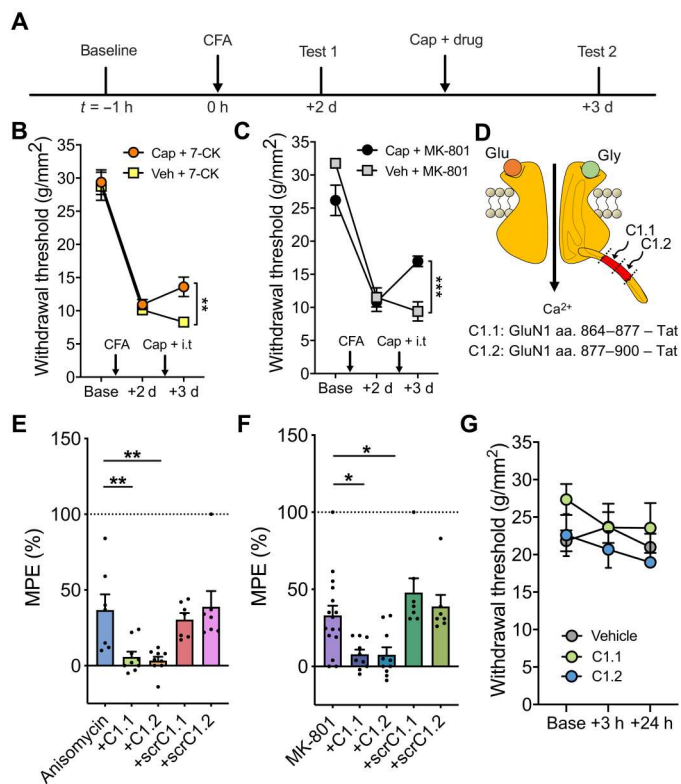 A
Baseline
CFA
Test 1
Cap + drug
Test 2
t = −1 h
0 h
+2 d
+3 d
B
Withdrawal threshold (g/mm²)
35
30
25
20
15
10
5
0
Cap + 7-CK
Veh + 7-CK
**
CFA
Cap + i.t
Base
+2 d
+3 d
C
Withdrawal threshold (g/mm²)
35
30
25
20
15
10
5
0
Cap + MK-801
Veh + MK-801
***
CFA
Cap + i.t
Base
+2 d
+3 d
D
Glu
Gly
C1.1
C1.2
Ca²⁺
C1.1: GluN1 aa. 864–877 – Tat
C1.2: GluN1 aa. 877–900 – Tat
E
MPE (%)
150
100
50
0
**
**
Anisomycin
+C1.1
+C1.2
+scrC1.1
+scrC1.2
F
MPE (%)
150
100
50
0
*
*
MK-801
+C1.1
+C1.2
+scrC1.1
+scrC1.2
G
Withdrawal threshold (g/mm²)
35
30
25
20
15
10
5
0
Vehicle
C1.1
C1.2
Base
+3 h
+24 h